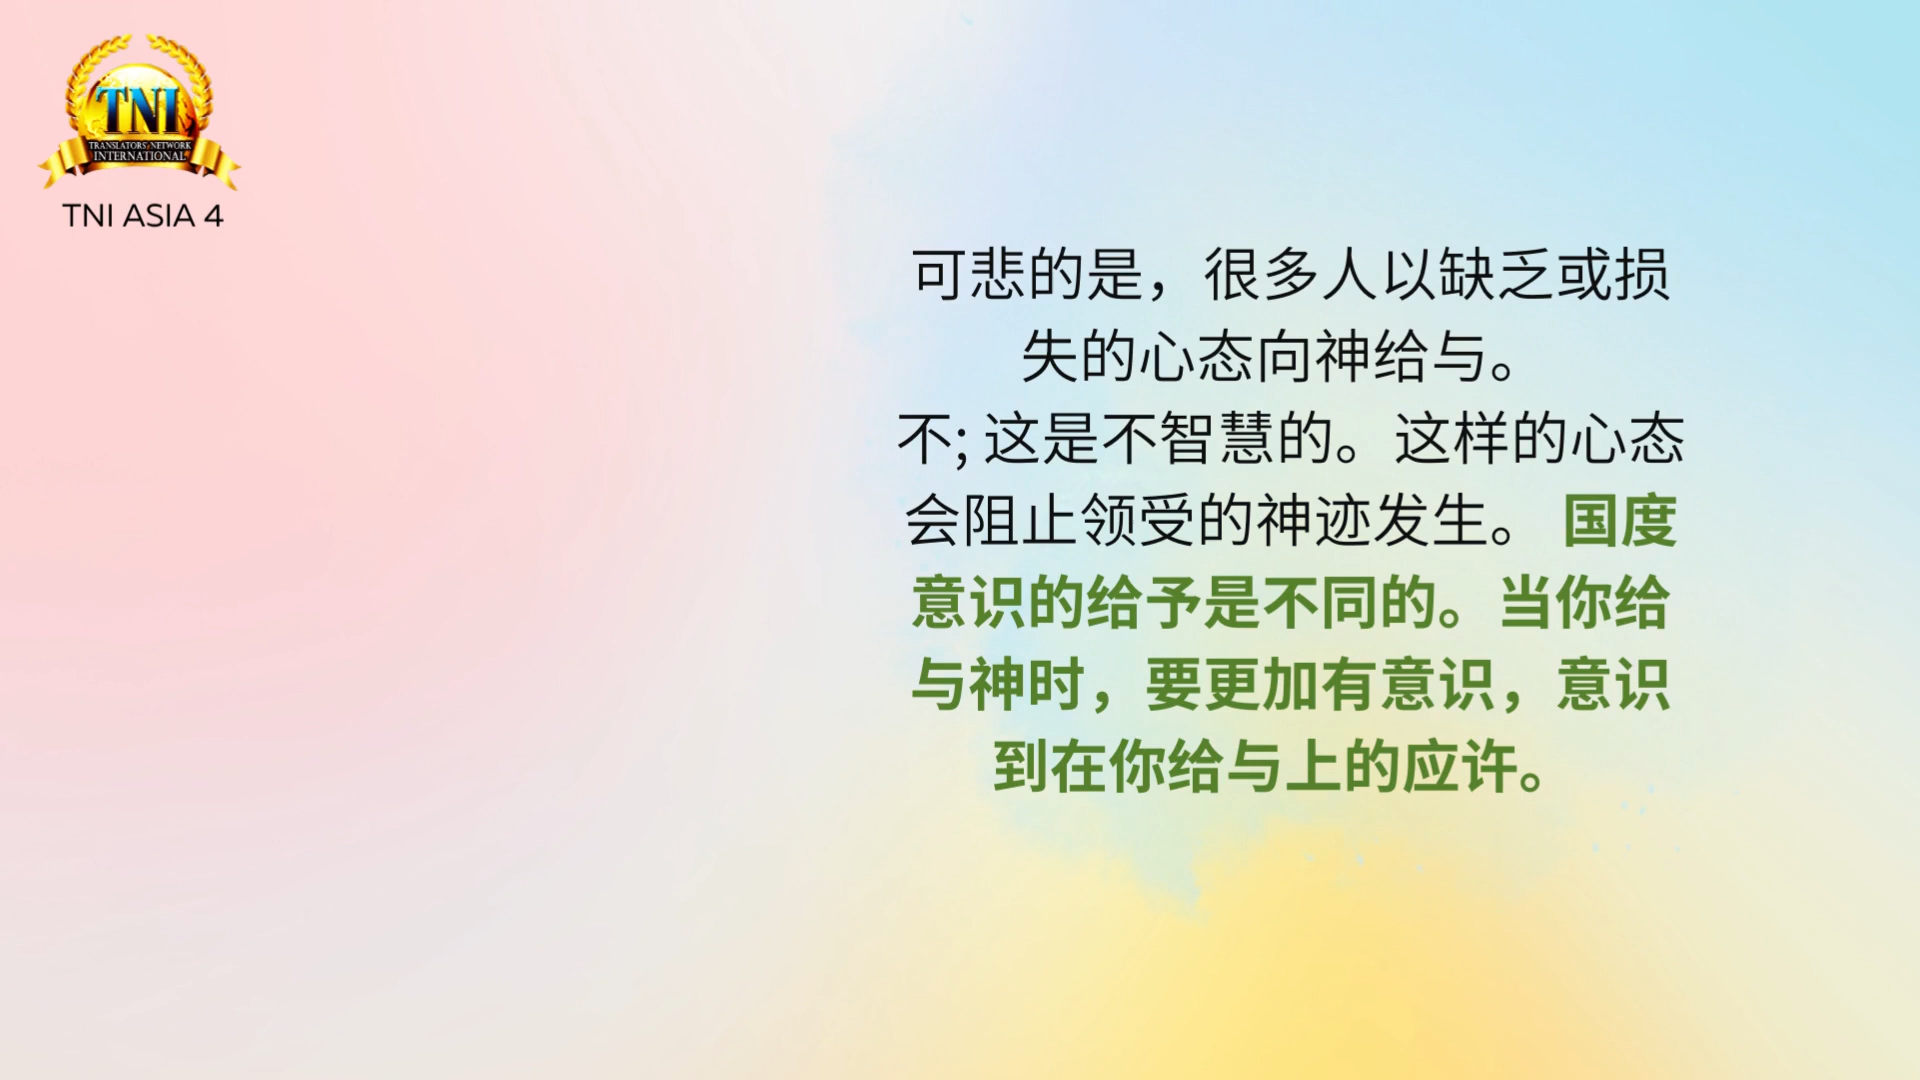 TNI
TRANSLATORS NETWORK
INTERNATIONAL
TNI ASIA 4
可悲的是，很多人以缺乏或损
失的心态向神给与。
不; 这是不智慧的。这样的心态
会阻止领受的神迹发生。 国度
意识的给予是不同的。当你给
与神时，要更加有意识，意识
到在你给与上的应许。